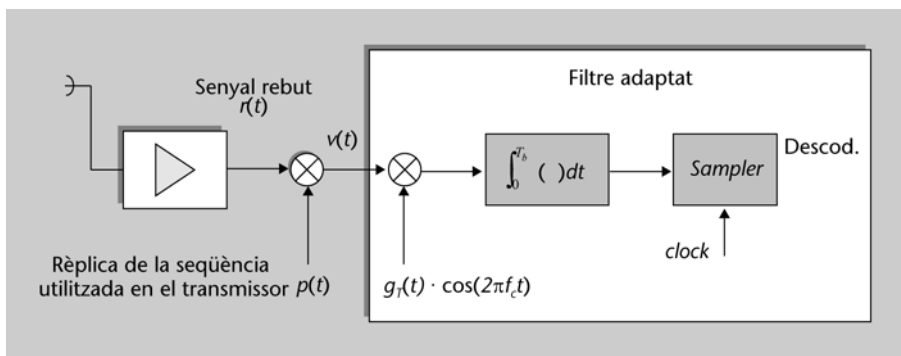 Senyal rebut
r(t)
v(t)
Filtre adaptat
∫₀^{T_b} ( )dt
Sampler
Descod.
clock
Rèplica de la seqüència
utilitzada en el transmissor p(t)
g_T(t) · cos(2πf_ct)